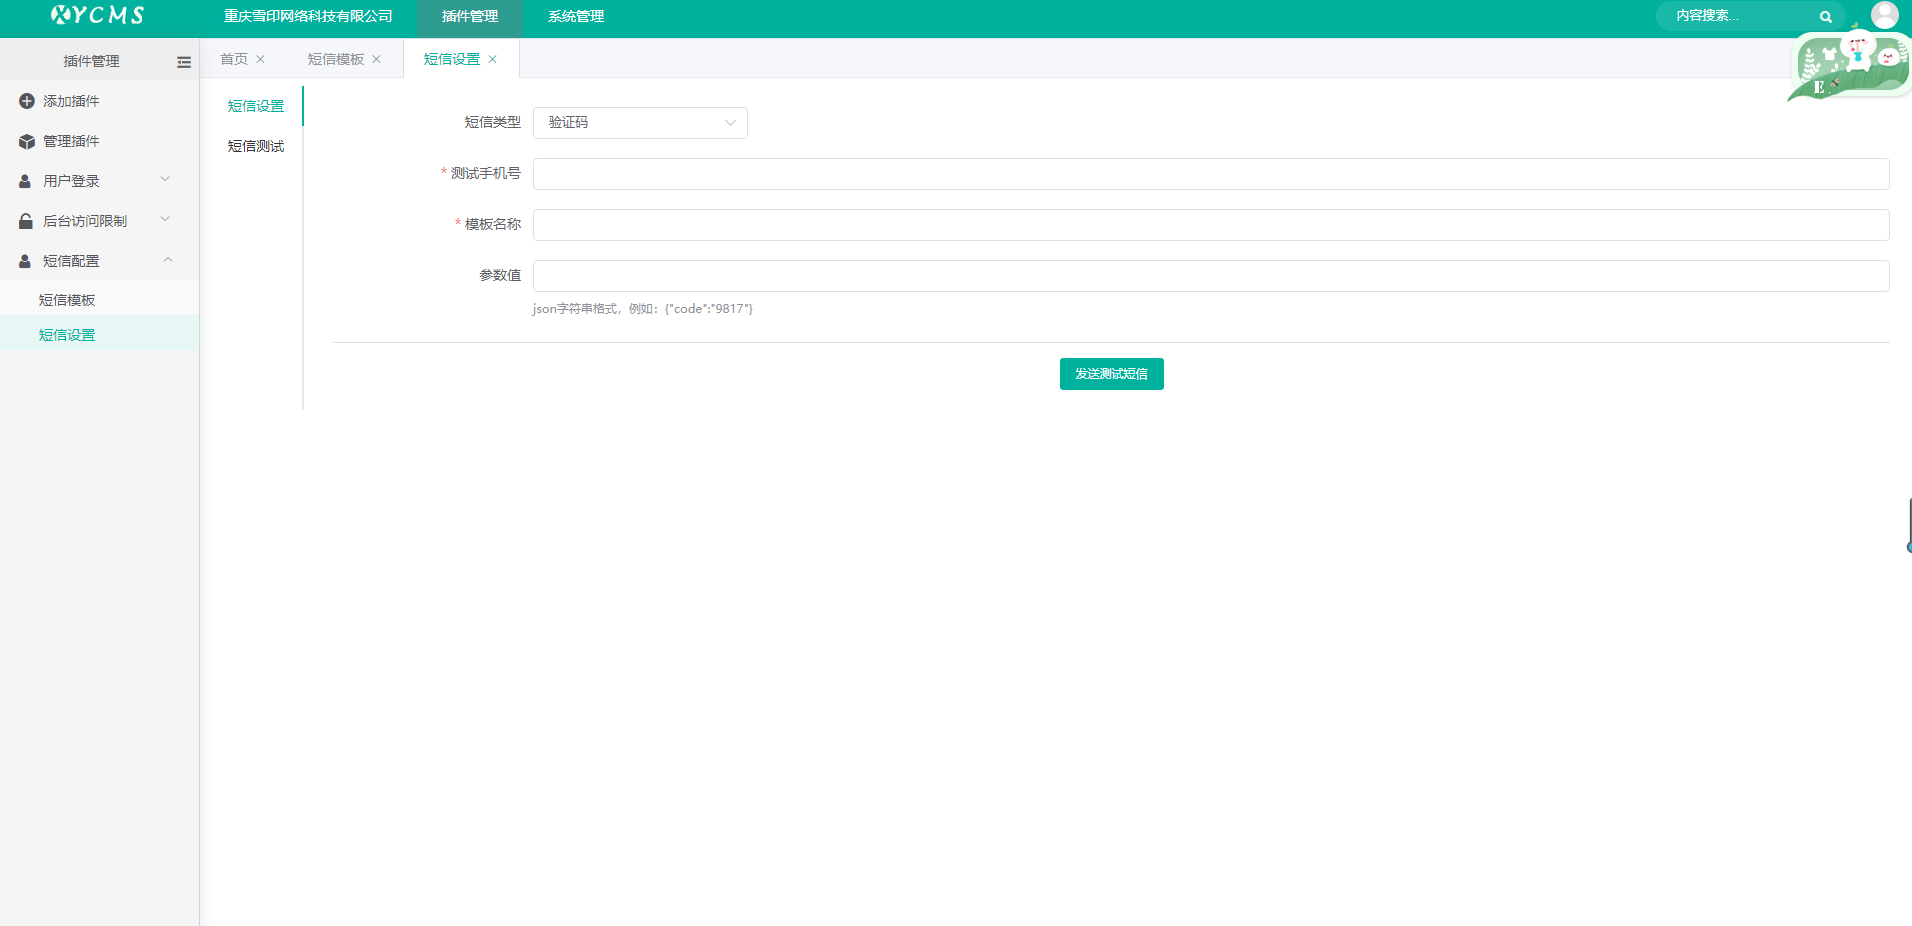 XYCMS
重庆雪印网络科技有限公司
插件管理
系统管理
内容搜索...
插件管理
首页
短信模板
短信设置
添加插件
管理插件
用户登录
后台访问限制
短信配置
短信模板
短信设置
短信设置
短信测试
短信类型
验证码
* 测试手机号
* 模板名称
参数值
json字符串格式，例如：{"code":"9817"}
发送测试短信
E